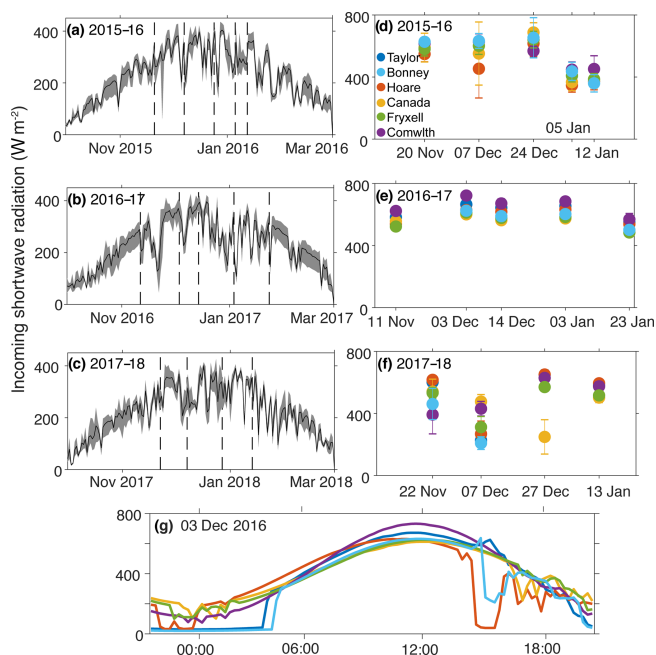 Incoming shortwave radiation (W m⁻²)
(a) 2015–16
400
200
0
Nov 2015 Jan 2016 Mar 2016
(b) 2016–17
400
200
0
Nov 2016 Jan 2017 Mar 2017
(c) 2017–18
400
200
0
Nov 2017 Jan 2018 Mar 2018
(d) 2015–16
800
400
0
Taylor
Bonney
Hoare
Canada
Fryxell
Comwlth
05 Jan
20 Nov 07 Dec 24 Dec 12 Jan
(e) 2016–17
800
600
400
0
11 Nov 03 Dec 14 Dec 03 Jan 23 Jan
(f) 2017–18
800
400
0
22 Nov 07 Dec 27 Dec 13 Jan
(g) 03 Dec 2016
800
400
0
00:00 06:00 12:00 18:00